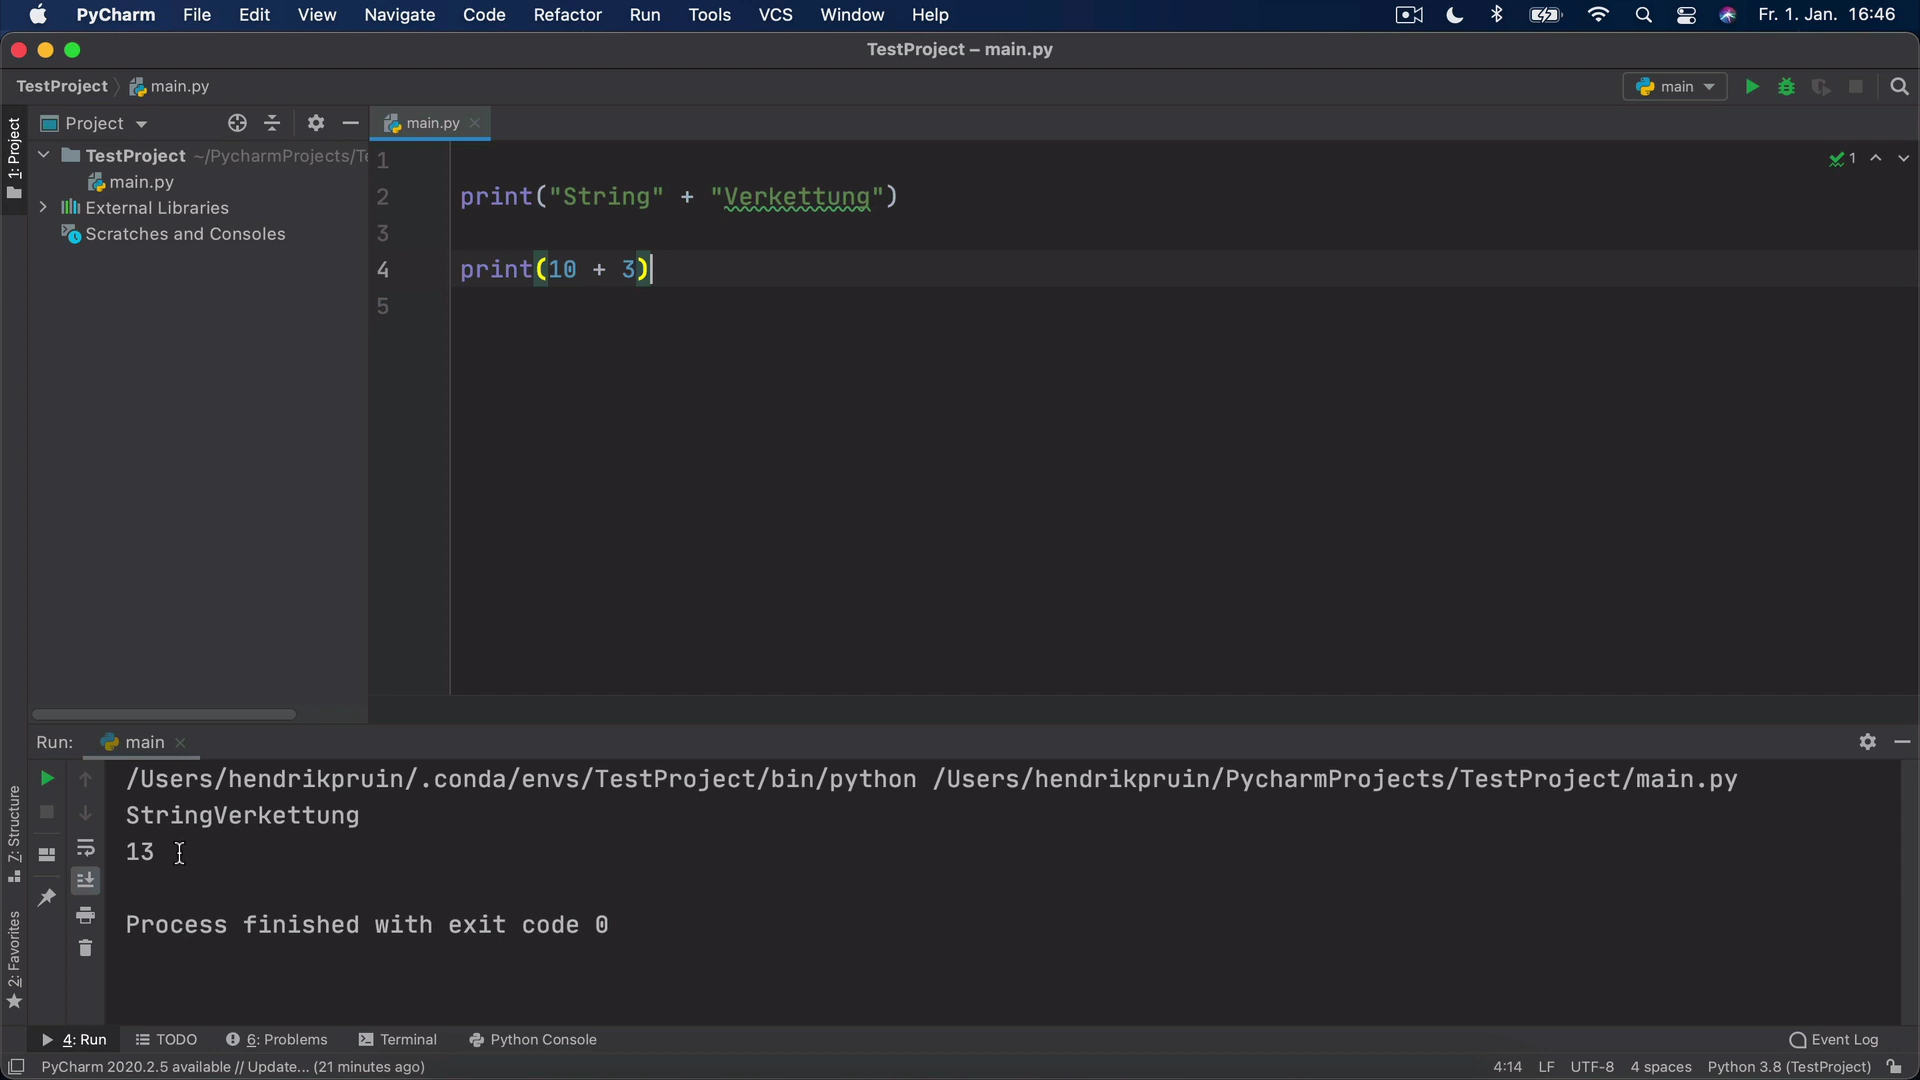 PyCharm File Edit View Navigate Code Refactor Run Tools VCS Window Help Fr. 1. Jan. 16:46
TestProject – main.py
TestProject main.py main
1: Project
Project
main.py
TestProject ~/PycharmProjects/Te
main.py
External Libraries
Scratches and Consoles
1
1
2 print("String" + "Verkettung")
3
4 print(10 + 3)
5
Run: main
/Users/hendrikpruin/.conda/envs/TestProject/bin/python /Users/hendrikpruin/PycharmProjects/TestProject/main.py
StringVerkettung
13
Process finished with exit code 0
7: Structure
2: Favorites
4: Run TODO 6: Problems Terminal Python Console Event Log
PyCharm 2020.2.5 available // Update... (21 minutes ago) 4:14 LF UTF-8 4 spaces Python 3.8 (TestProject)